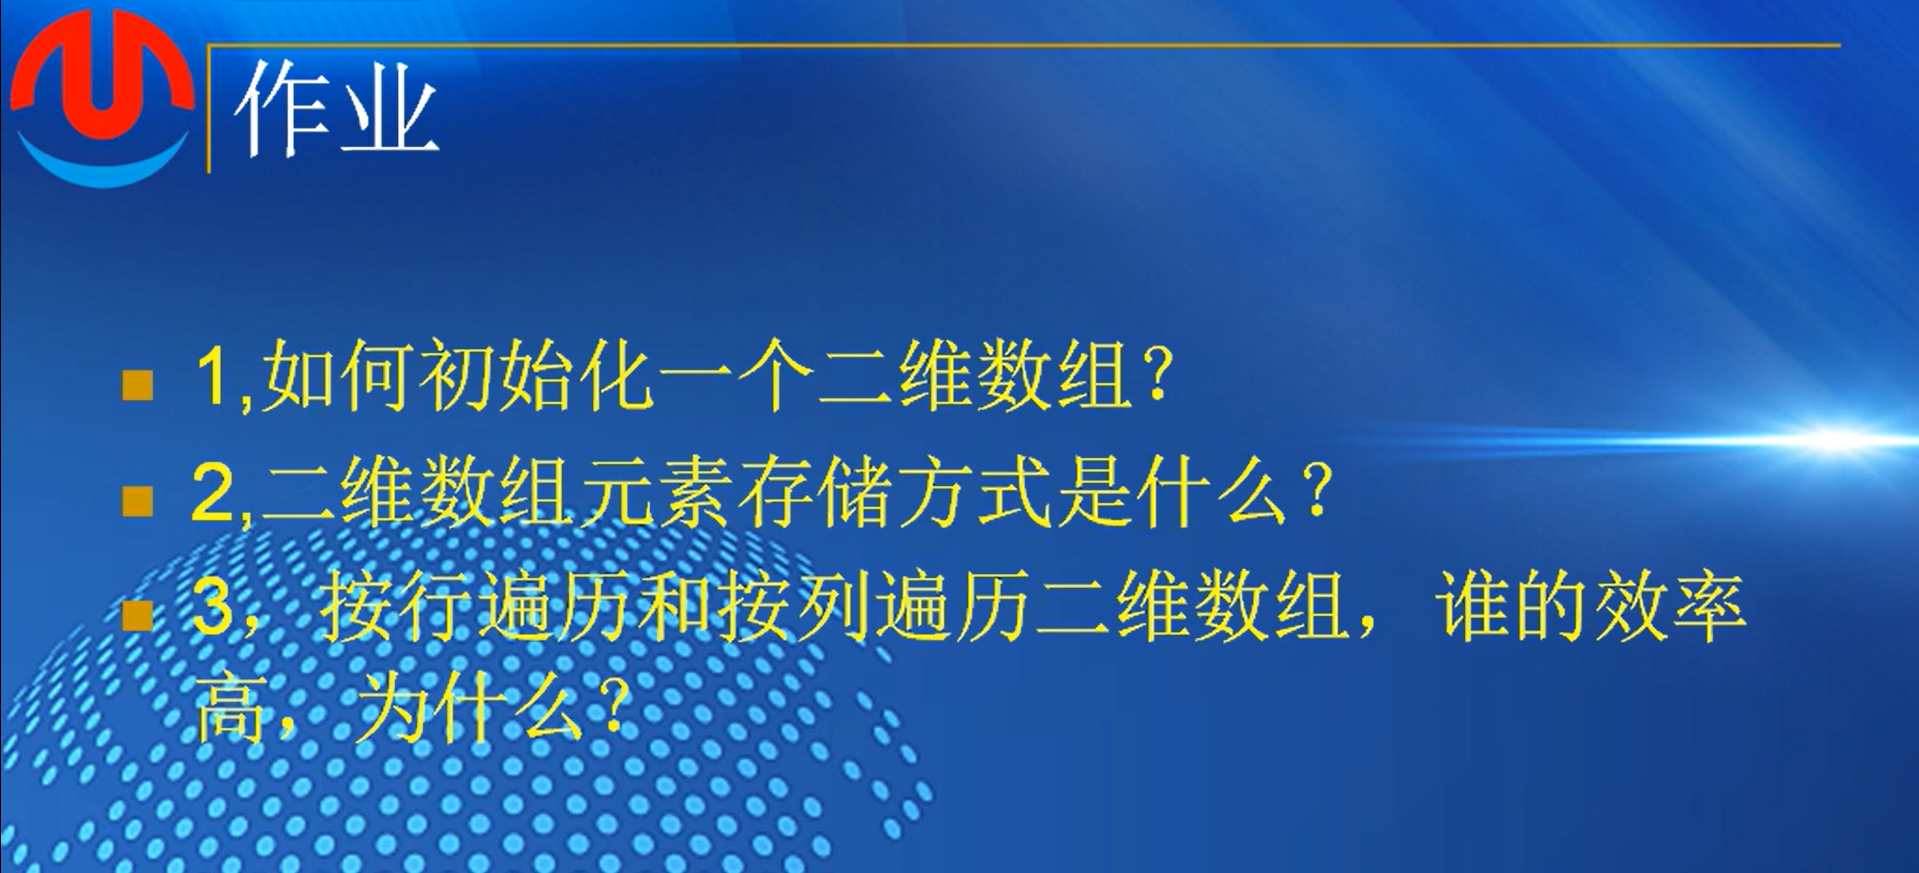 作业
1,如何初始化一个二维数组?
2,二维数组元素存储方式是什么?
3，按行遍历和按列遍历二维数组，谁的效率
高，为什么?